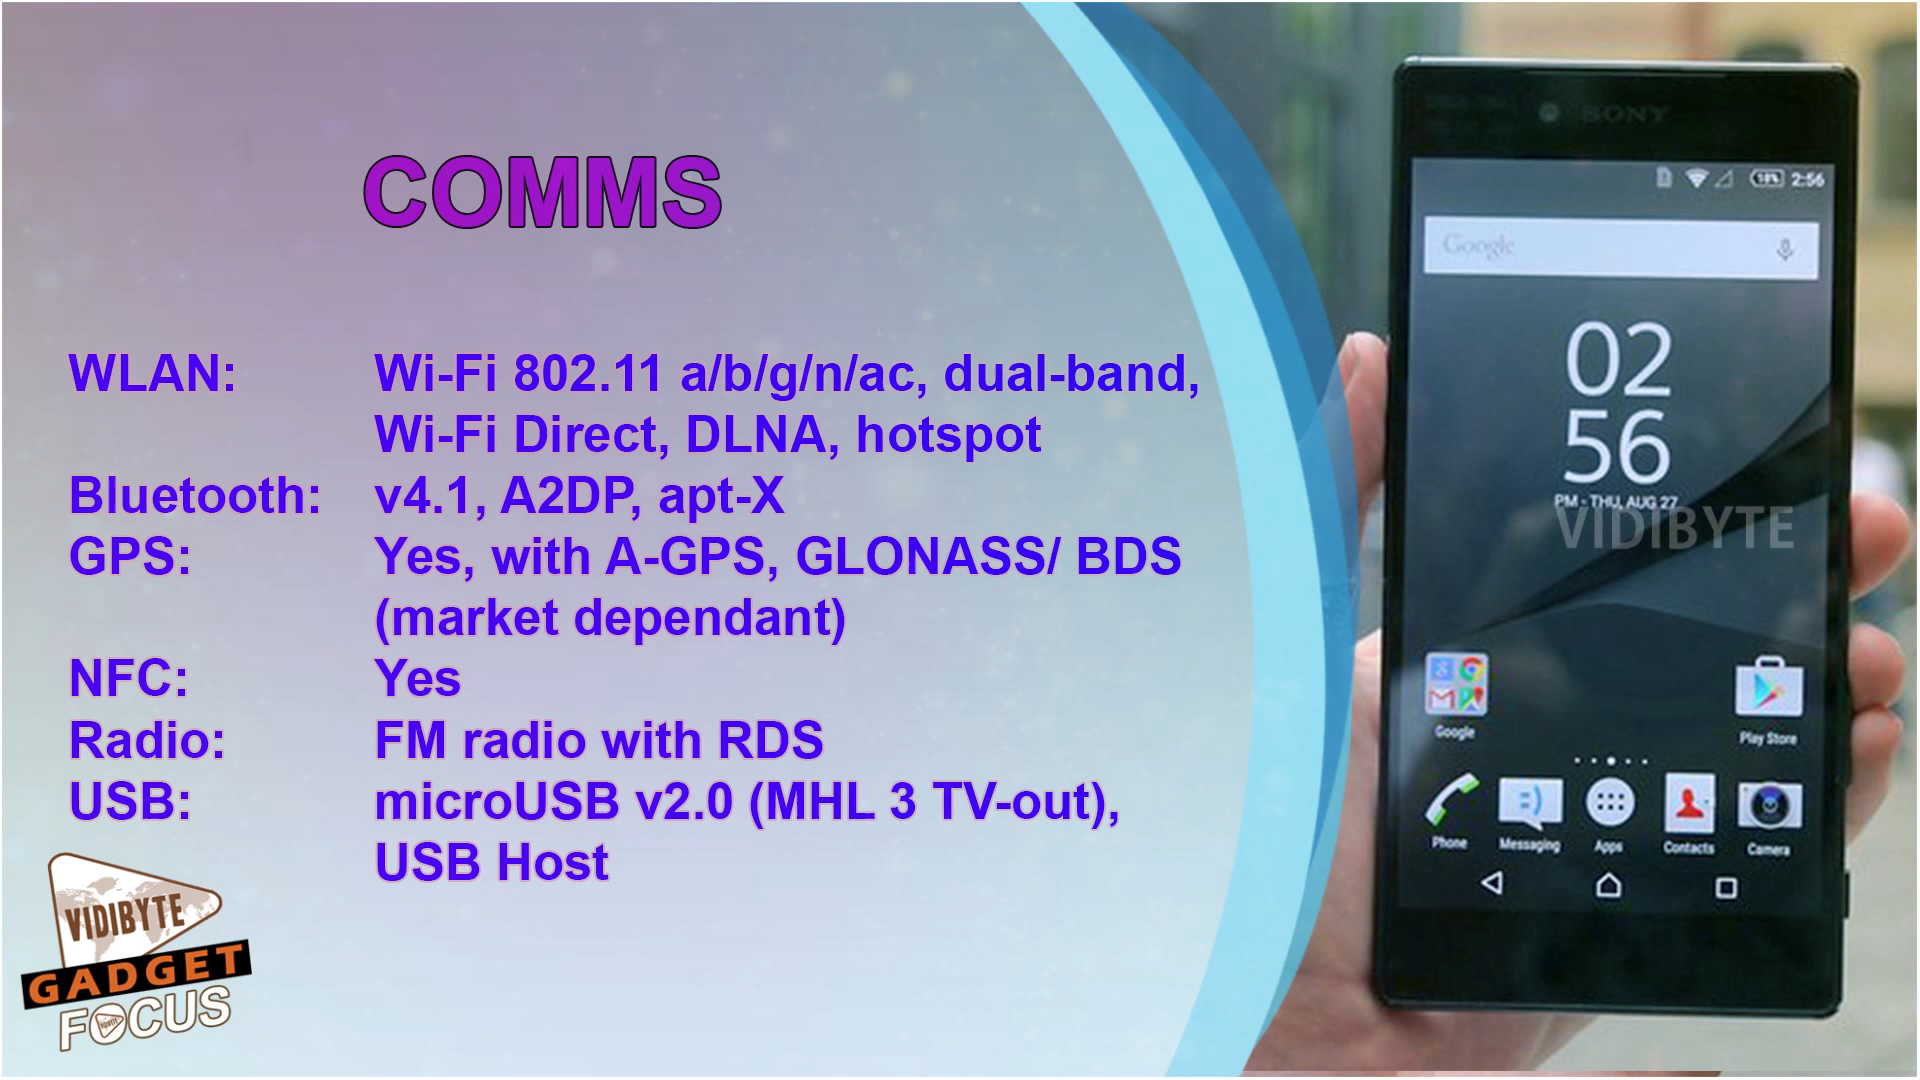 COMMS
WLAN: Wi-Fi 802.11 a/b/g/n/ac, dual-band,
Wi-Fi Direct, DLNA, hotspot
Bluetooth: v4.1, A2DP, apt-X
GPS: Yes, with A-GPS, GLONASS/ BDS
(market dependant)
NFC: Yes
Radio: FM radio with RDS
USB: microUSB v2.0 (MHL 3 TV-out),
USB Host
VIDIBYTE
GADGET
FOCUS
SONY
18% 2:56
Google
02
56
PM - THU, AUG 27
VIDIBYTE
Google Play Store
Phone Messaging Apps Contacts Camera